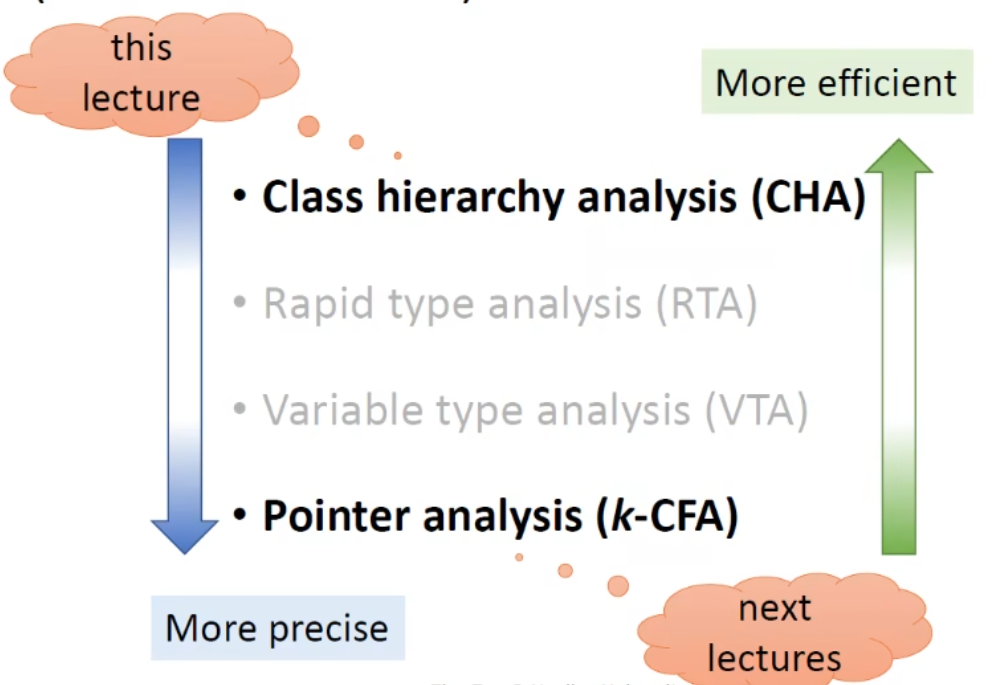 this
lecture
More efficient
• Class hierarchy analysis (CHA)
• Rapid type analysis (RTA)
• Variable type analysis (VTA)
• Pointer analysis (k-CFA)
More precise
next
lectures